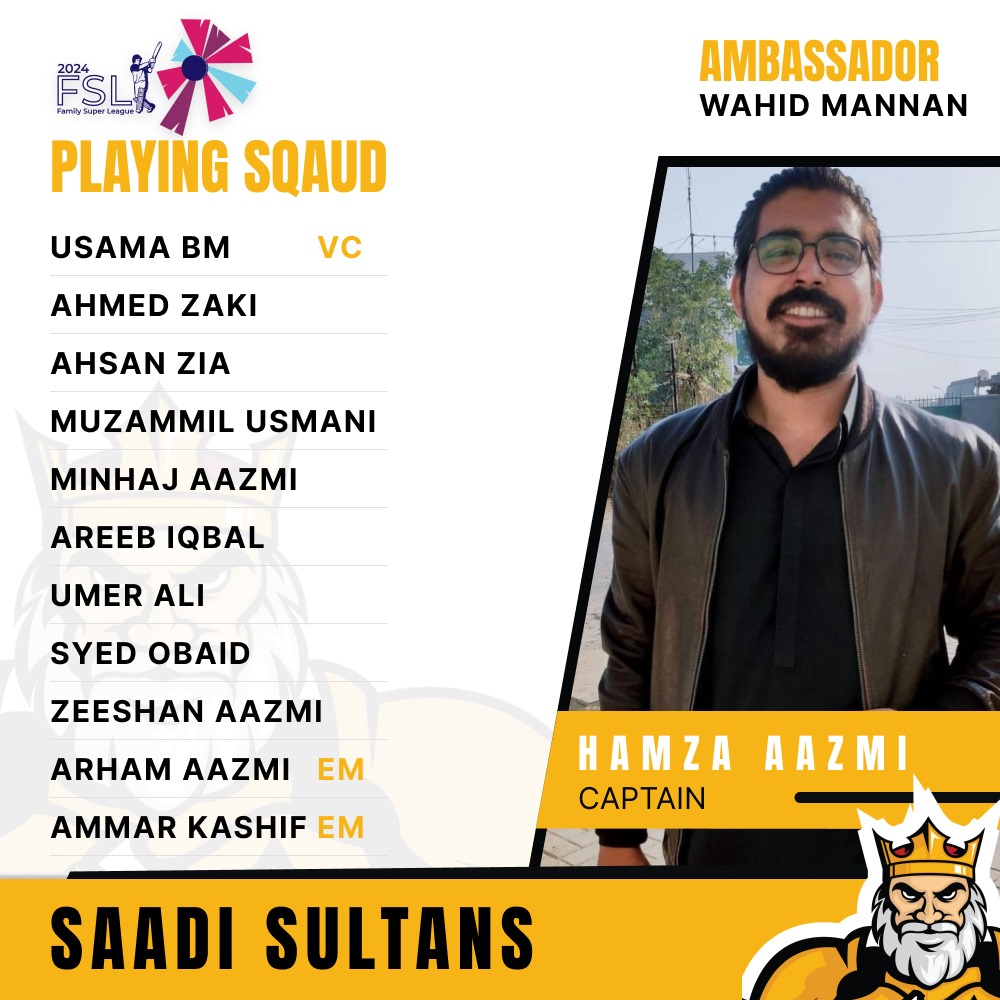 2024
FSL
Family Super League
AMBASSADOR
WAHID MANNAN
PLAYING SQAUD
USAMA BM VC
AHMED ZAKI
AHSAN ZIA
MUZAMMIL USMANI
MINHAJ AAZMI
AREEB IQBAL
UMER ALI
SYED OBAID
ZEESHAN AAZMI
ARHAM AAZMI EM
AMMAR KASHIF EM
HAMZA AAZMI
CAPTAIN
SAADI SULTANS